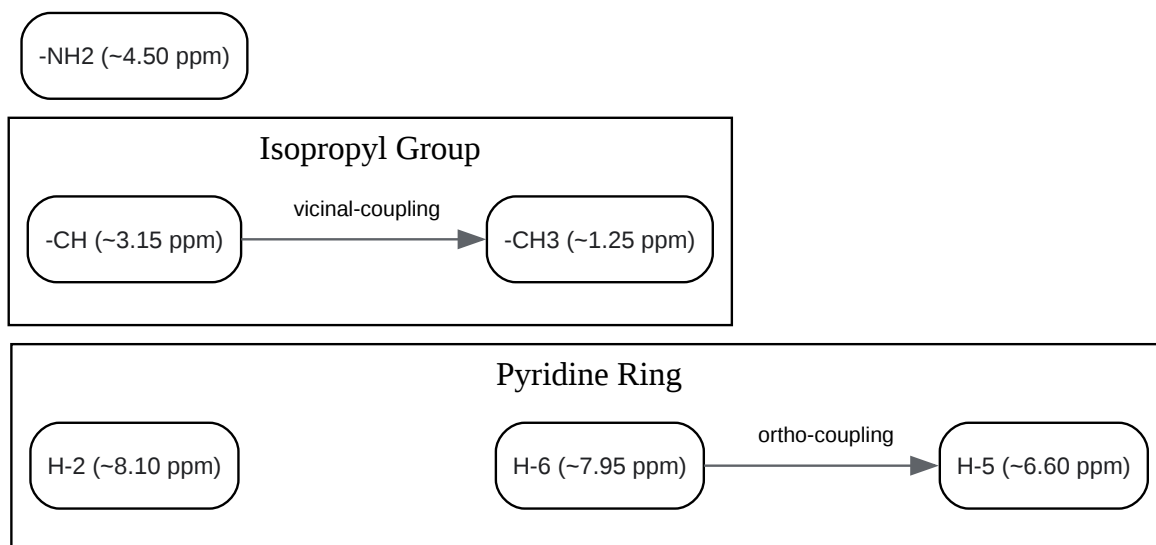 -NH2 (~4.50 ppm)
Isopropyl Group
vicinal-coupling
-CH (~3.15 ppm)
-CH3 (~1.25 ppm)
Pyridine Ring
ortho-coupling
H-2 (~8.10 ppm)
H-6 (~7.95 ppm)
H-5 (~6.60 ppm)